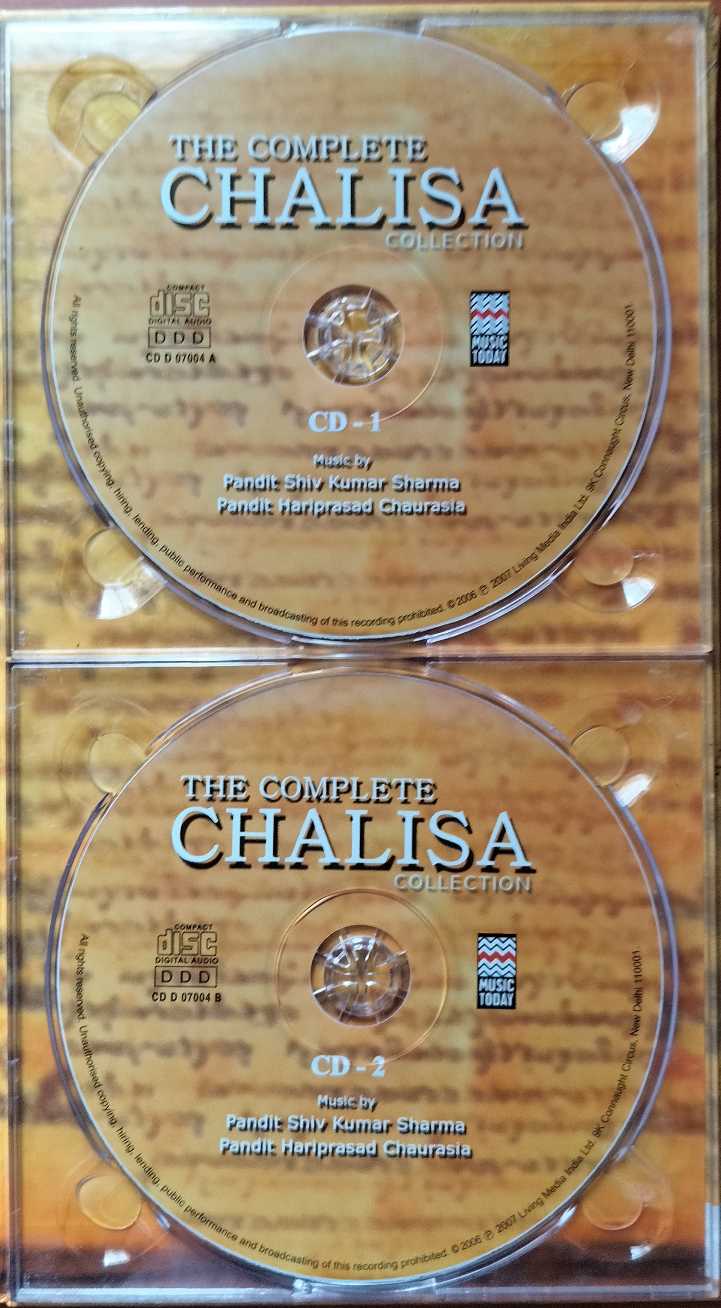 THE COMPLETE
CHALISA
COLLECTION
COMPACT
disc
DIGITAL AUDIO
DDD
CD D 07004 A
MUSIC
TODAY
CD - 1
Music by
Pandit Shiv Kumar Sharma
Pandit Hariprasad Chaurasia
All rights reserved. Unauthorised copying, hiring, lending, public performance and broadcasting of this recording prohibited. © 2006 ℗ 2007 Living Media India Ltd. 9K Connaught Circus, New Delhi 110001
THE COMPLETE
CHALISA
COLLECTION
COMPACT
disc
DIGITAL AUDIO
DDD
CD D 07004 B
MUSIC
TODAY
CD - 2
Music by
Pandit Shiv Kumar Sharma
Pandit Hariprasad Chaurasia
All rights reserved. Unauthorised copying, hiring, lending, public performance and broadcasting of this recording prohibited. © 2006 ℗ 2007 Living Media India Ltd. 9K Connaught Circus, New Delhi 110001